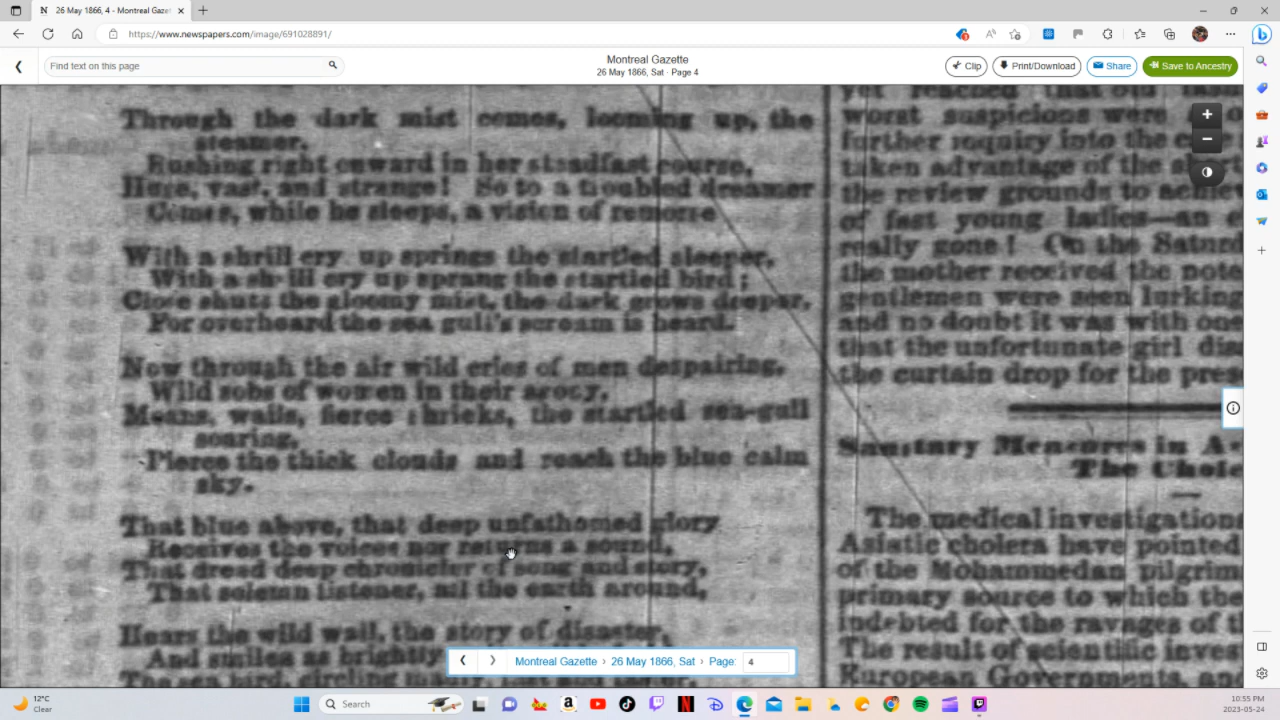 26 May 1866, 4 - Montreal Gazet
https://www.newspapers.com/image/691028891/
Find text on this page
Montreal Gazette
26 May 1866, Sat · Page 4
Clip
Print/Download
Share
Save to Ancestry
Through the dark mist comes, looming up, the
steamer.
Rushing right onward in her steadfast course,
Huge, vast, and strange! So to a troubled dreamer
Comes, while he sleeps, a vision of remorse
With a shrill cry up springs the startled sleeper,
With a sh rill cry up sprang the startled bird;
Close shuts the gloomy mist, the dark grows deeper,
For overheard the sea gull's scream is heard.
Now through the air wild cries of men despairing,
Wild sobs of women in their agony,
Moans, wails, fierce shrieks, the startled sea-gull
soaring,
Pierce the thick clouds and reach the blue calm
sky.
That blue above, that deep unfathomed glory
Receives the voices nor returns a sound,
That dread deep chronicler of song and story,
That solemn listener, all the earth around,
Hears the wild wail, the story of disaster,
And smiles as brightly
yet reached that old
worst suspicions were
further inquiry into the
taken advantage of the
the review grounds to
of fast young ladies—an
really gone! On the Saturd
the mother received the note
gentlemen were seen lurking
and no doubt it was with one
that the unfortunate girl
the curtain drop for the pres
Sanitary Measures in
The Chole
The medical investigations
Asiatic cholera have pointed
of the Mohammedan pilgrim
primary source to which the
indebted for the ravages of t
The result of scientific inves
European Governments, and
Montreal Gazette › 26 May 1866, Sat › Page: 4
12°C
Clear
Search
10:55 PM
2023-05-24